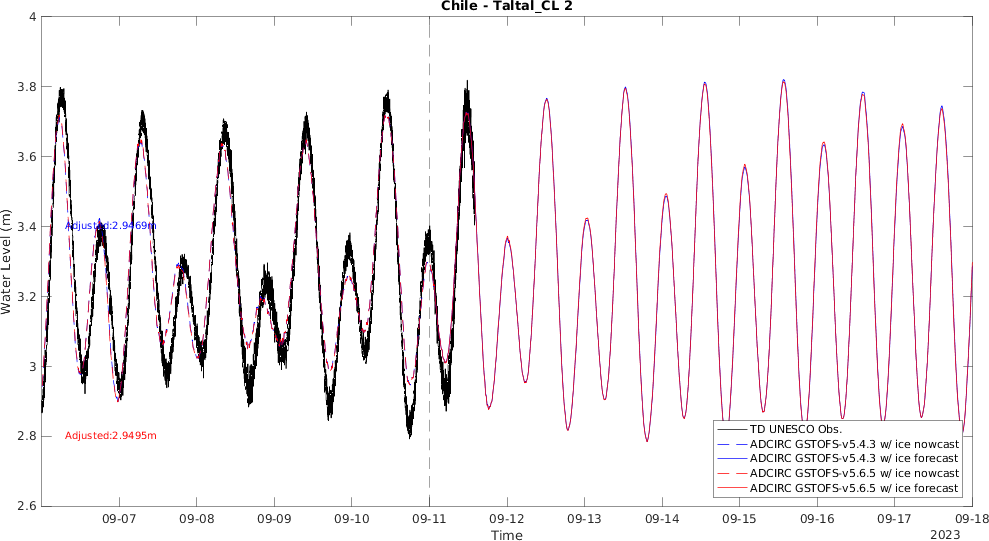 Chile - Taltal_CL 2
Water Level (m)
4
3.8
3.6
3.4
3.2
3
2.8
2.6
Adjusted:2.9469m
Adjusted:2.9495m
TD UNESCO Obs.
ADCIRC GSTOFS-v5.4.3 w/ ice nowcast
ADCIRC GSTOFS-v5.4.3 w/ ice forecast
ADCIRC GSTOFS-v5.6.5 w/ ice nowcast
ADCIRC GSTOFS-v5.6.5 w/ ice forecast
09-07 09-08 09-09 09-10 09-11 09-12 09-13 09-14 09-15 09-16 09-17 09-18
Time
2023